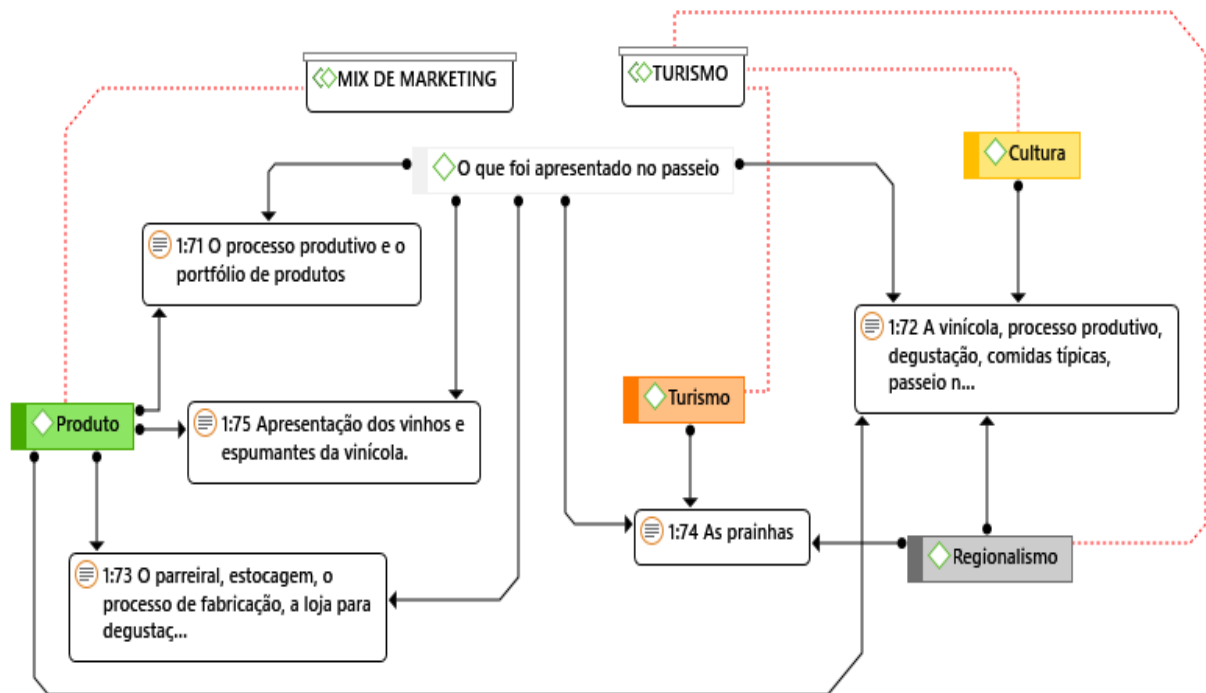 MIX DE MARKETING
TURISMO
Cultura
O que foi apresentado no passeio
1:71 O processo produtivo e o
portfólio de produtos
1:72 A vinícola, processo produtivo,
degustação, comidas típicas,
passeio n...
Turismo
Produto
1:75 Apresentação dos vinhos e
espumantes da vinícola.
1:74 As prainhas
Regionalismo
1:73 O parreiral, estocagem, o
processo de fabricação, a loja para
degustaç...